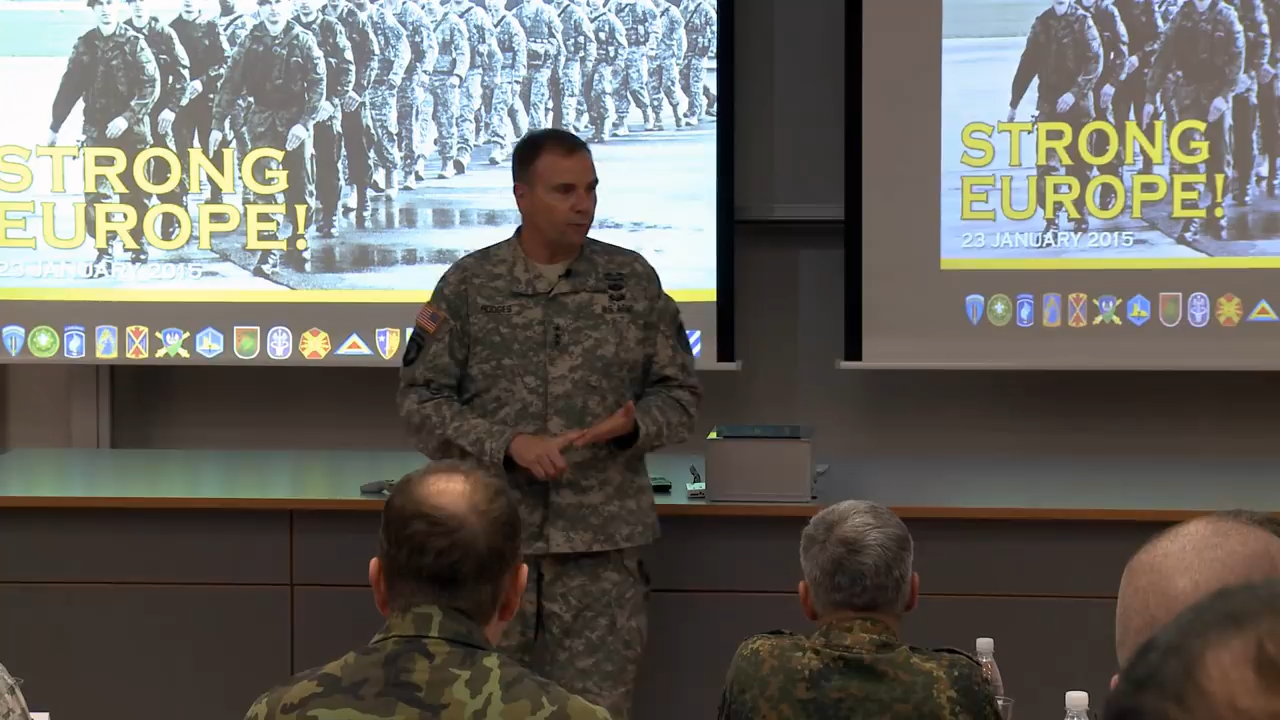 STRONG
EUROPE!
23 JANUARY 2015
STRONG
EUROPE!
23 JANUARY 2015
HODGES
U.S. ARMY